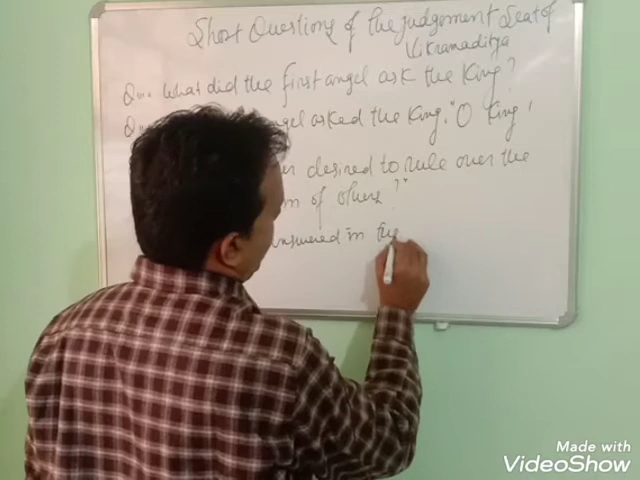 Short Questions of the judgement Seat of
Vikramaditya
Qn.. What did the first angel ask the King?
angel asked the King, "O King!
desired to rule over the
of others?"
answered in the
Made with
VideoShow